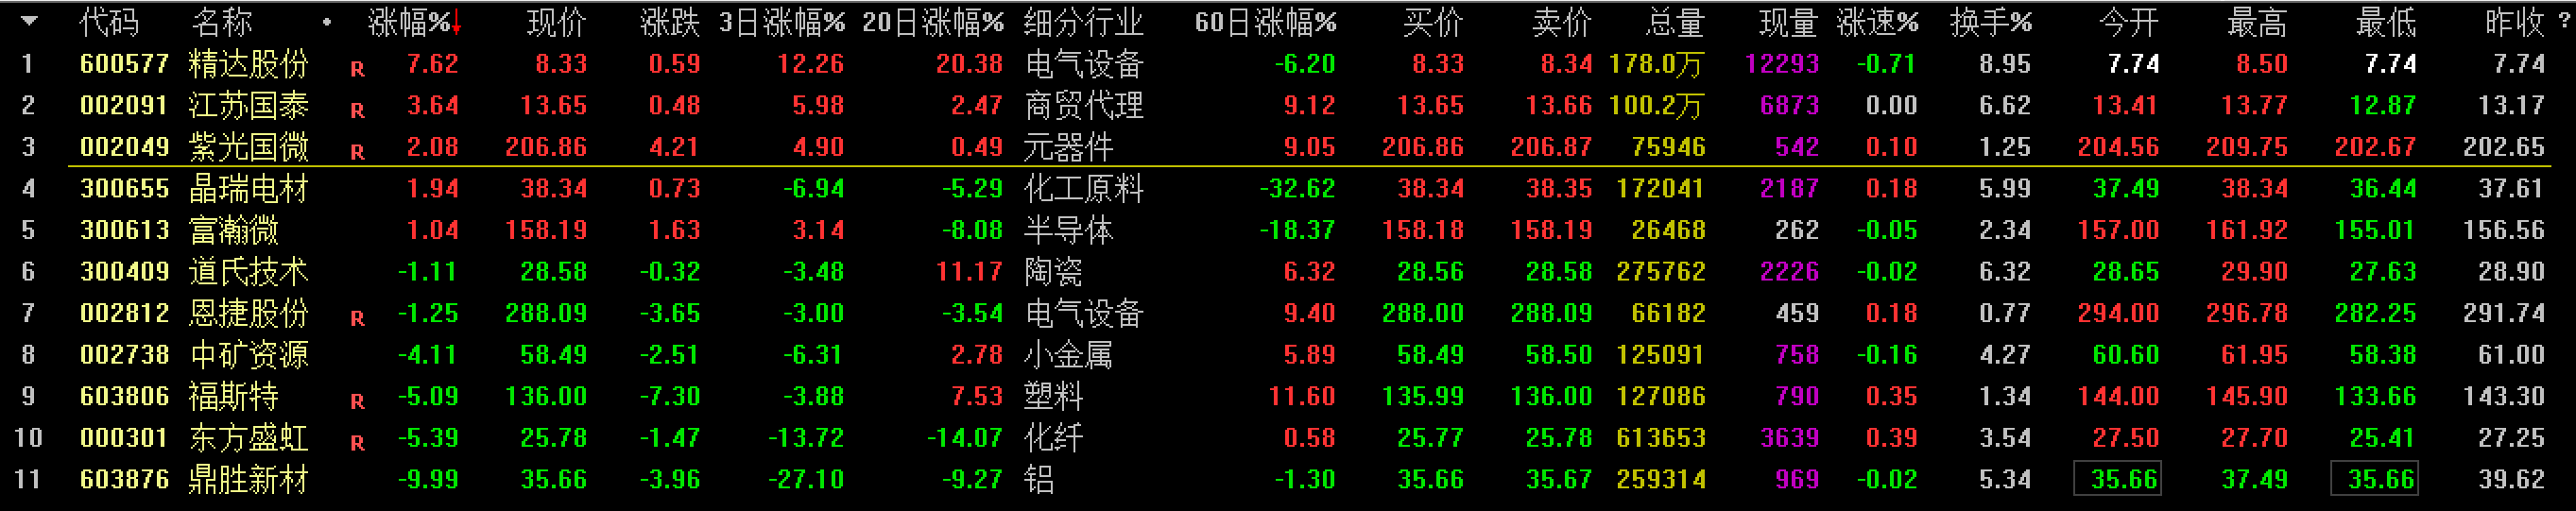 代码 名称 • 涨幅%↓ 现价 涨跌 3日涨幅% 20日涨幅% 细分行业 60日涨幅% 买价 卖价 总量 现量 涨速% 换手% 今开 最高 最低 昨收 ?
1 600577 精达股份 R 7.62 8.33 0.59 12.26 20.38 电气设备 -6.20 8.33 8.34 178.0万 12293 -0.71 8.95 7.74 8.50 7.74 7.74
2 002091 江苏国泰 R 3.64 13.65 0.48 5.98 2.47 商贸代理 9.12 13.65 13.66 100.2万 6873 0.00 6.62 13.41 13.77 12.87 13.17
3 002049 紫光国微 R 2.08 206.86 4.21 4.90 0.49 元器件 9.05 206.86 206.87 75946 542 0.10 1.25 204.56 209.75 202.67 202.65
4 300655 晶瑞电材 1.94 38.34 0.73 -6.94 -5.29 化工原料 -32.62 38.34 38.35 172041 2187 0.18 5.99 37.49 38.34 36.44 37.61
5 300613 富瀚微 1.04 158.19 1.63 3.14 -8.08 半导体 -18.37 158.18 158.19 26468 262 -0.05 2.34 157.00 161.92 155.01 156.56
6 300409 道氏技术 -1.11 28.58 -0.32 -3.48 11.17 陶瓷 6.32 28.56 28.58 275762 2226 -0.02 6.32 28.65 29.90 27.63 28.90
7 002812 恩捷股份 R -1.25 288.09 -3.65 -3.00 -3.54 电气设备 9.40 288.00 288.09 66182 459 0.18 0.77 294.00 296.78 282.25 291.74
8 002738 中矿资源 -4.11 58.49 -2.51 -6.31 2.78 小金属 5.89 58.49 58.50 125091 758 -0.16 4.27 60.60 61.95 58.38 61.00
9 603806 福斯特 R -5.09 136.00 -7.30 -3.88 7.53 塑料 11.60 135.99 136.00 127086 790 0.35 1.34 144.00 145.90 133.66 143.30
10 000301 东方盛虹 R -5.39 25.78 -1.47 -13.72 -14.07 化纤 0.58 25.77 25.78 613653 3639 0.39 3.54 27.50 27.70 25.41 27.25
11 603876 鼎胜新材 -9.99 35.66 -3.96 -27.10 -9.27 铝 -1.30 35.66 35.67 259314 969 -0.02 5.34 35.66 37.49 35.66 39.62